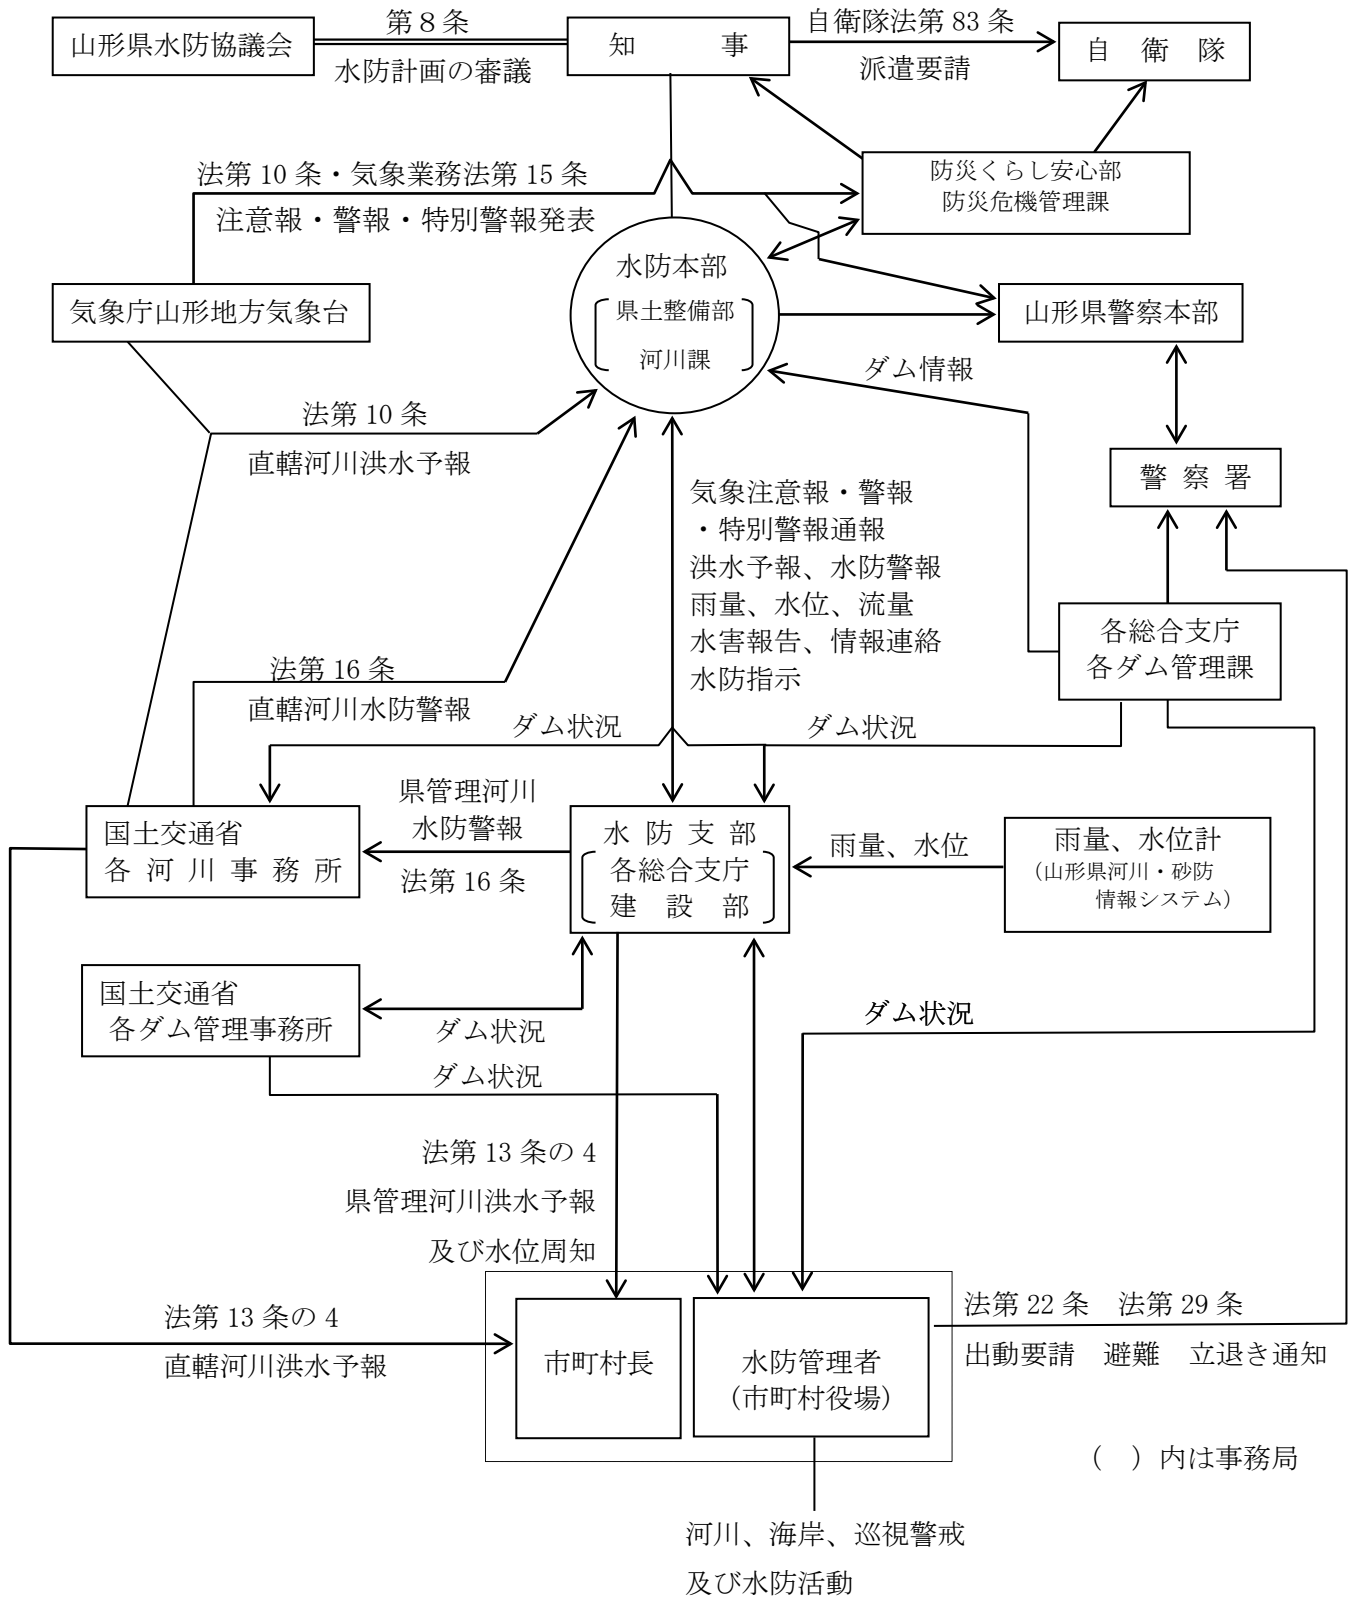 山形県水防協議会
第８条
水防計画の審議
知　　　事
自衛隊法第 83 条
派遣要請
自　衛　隊
法第 10 条・気象業務法第 15 条
注意報・警報・特別警報発表
防災くらし安心部
防災危機管理課
気象庁山形地方気象台
水防本部
県土整備部
河川課
山形県警察本部
ダム情報
法第 10 条
直轄河川洪水予報
警 察 署
気象注意報・警報
・特別警報通報
洪水予報、水防警報
雨量、水位、流量
水害報告、情報連絡
水防指示
各総合支庁
各ダム管理課
法第 16 条
直轄河川水防警報
ダム状況
ダム状況
国土交通省
各 河 川 事 務 所
県管理河川
水防警報
法第 16 条
水 防 支 部
各総合支庁
建　設　部
雨量、水位
雨量、水位計
（山形県河川・砂防
情報システム）
国土交通省
各ダム管理事務所
ダム状況
ダム状況
ダム状況
法第 13 条の 4
県管理河川洪水予報
及び水位周知
法第 13 条の 4
直轄河川洪水予報
市町村長
水防管理者
（市町村役場）
法第 22 条　法第 29 条
出動要請　避難　立退き通知
（　）内は事務局
河川、海岸、巡視警戒
及び水防活動